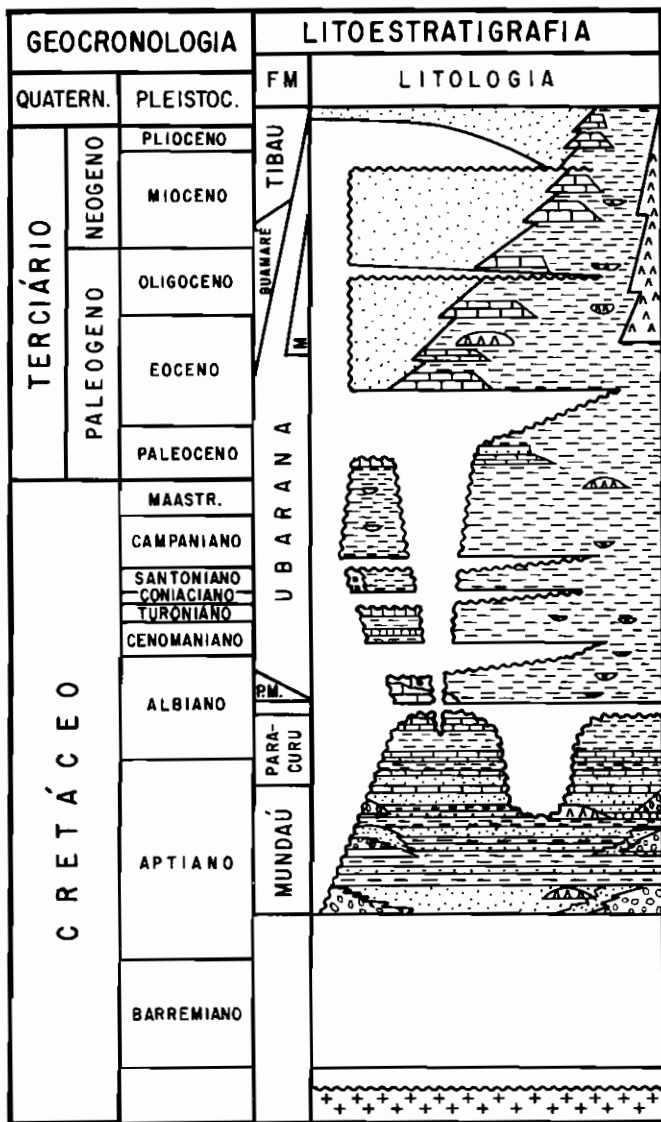 GEOCRONOLOGIA
LITOESTRATIGRAFIA
QUATERN.
PLEISTOC.
FM
LITOLOGIA
TERCIÁRIO
NEOGENO
PALEOGENO
PLIOCENO
MIOCENO
OLIGOCENO
EOCENO
PALEOCENO
CRETÁCEO
MAASTR.
CAMPANIANO
SANTONIANO
CONIACIANO
TURONIANO
CENOMANIANO
ALBIANO
APTIANO
BARREMIANO
TIBAU
GUAMARÉ
M
UBARANA
P.M.
PARA-
CURU
MUNDAÚ